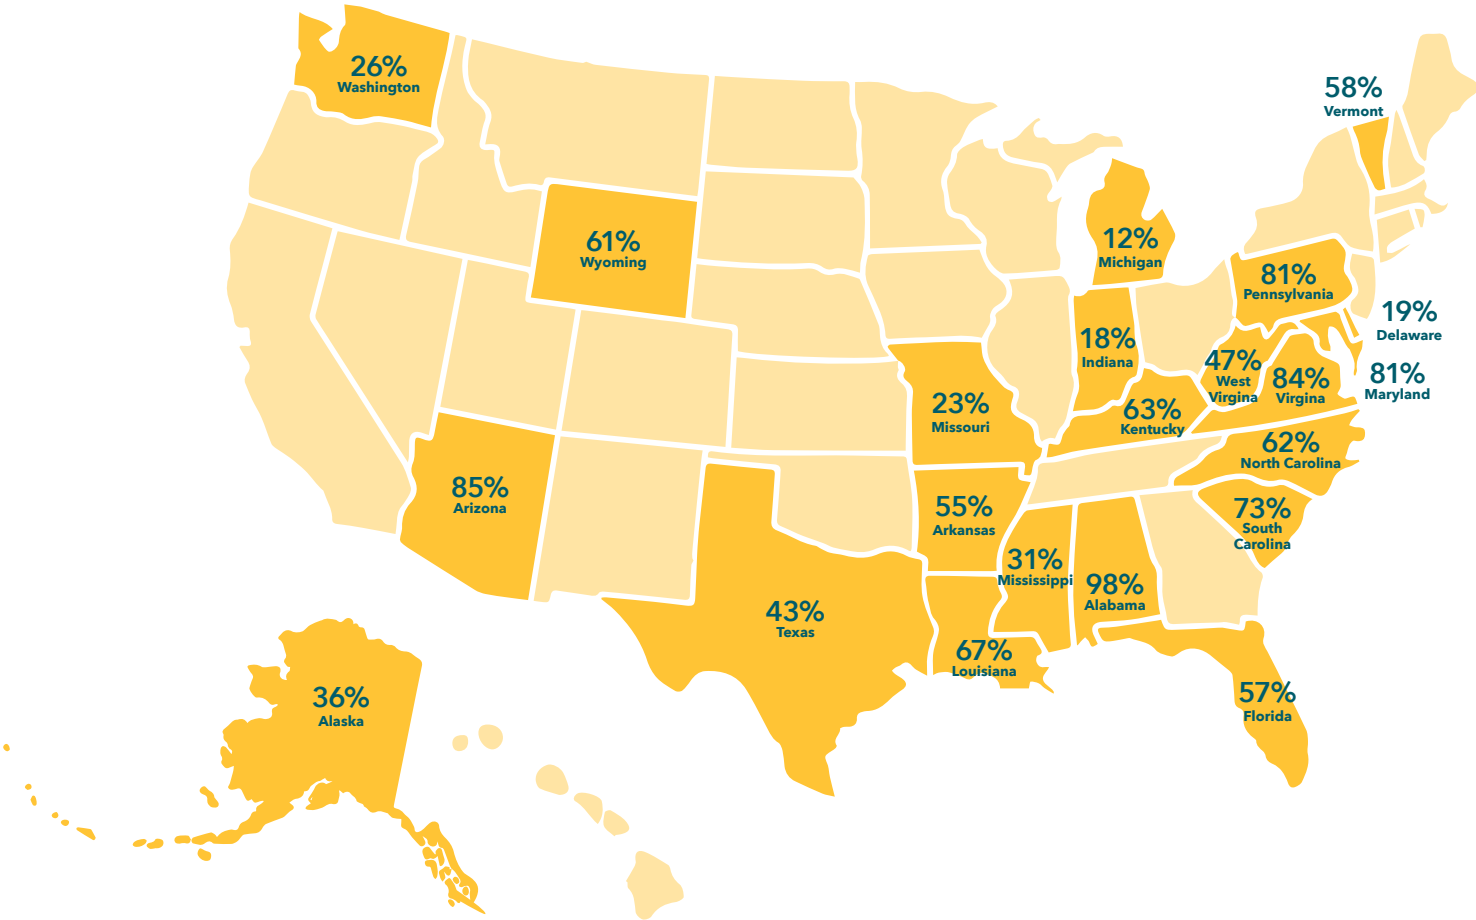 26%
Washington
58%
Vermont
61%
Wyoming
12%
Michigan
81%
Pennsylvania
19%
Delaware
18%
Indiana
47%
West
Virgina
84%
Virgina
81%
Maryland
23%
Missouri
63%
Kentucky
62%
North Carolina
85%
Arizona
55%
Arkansas
73%
South
Carolina
31%
Mississippi
98%
Alabama
43%
Texas
67%
Louisiana
57%
Florida
36%
Alaska